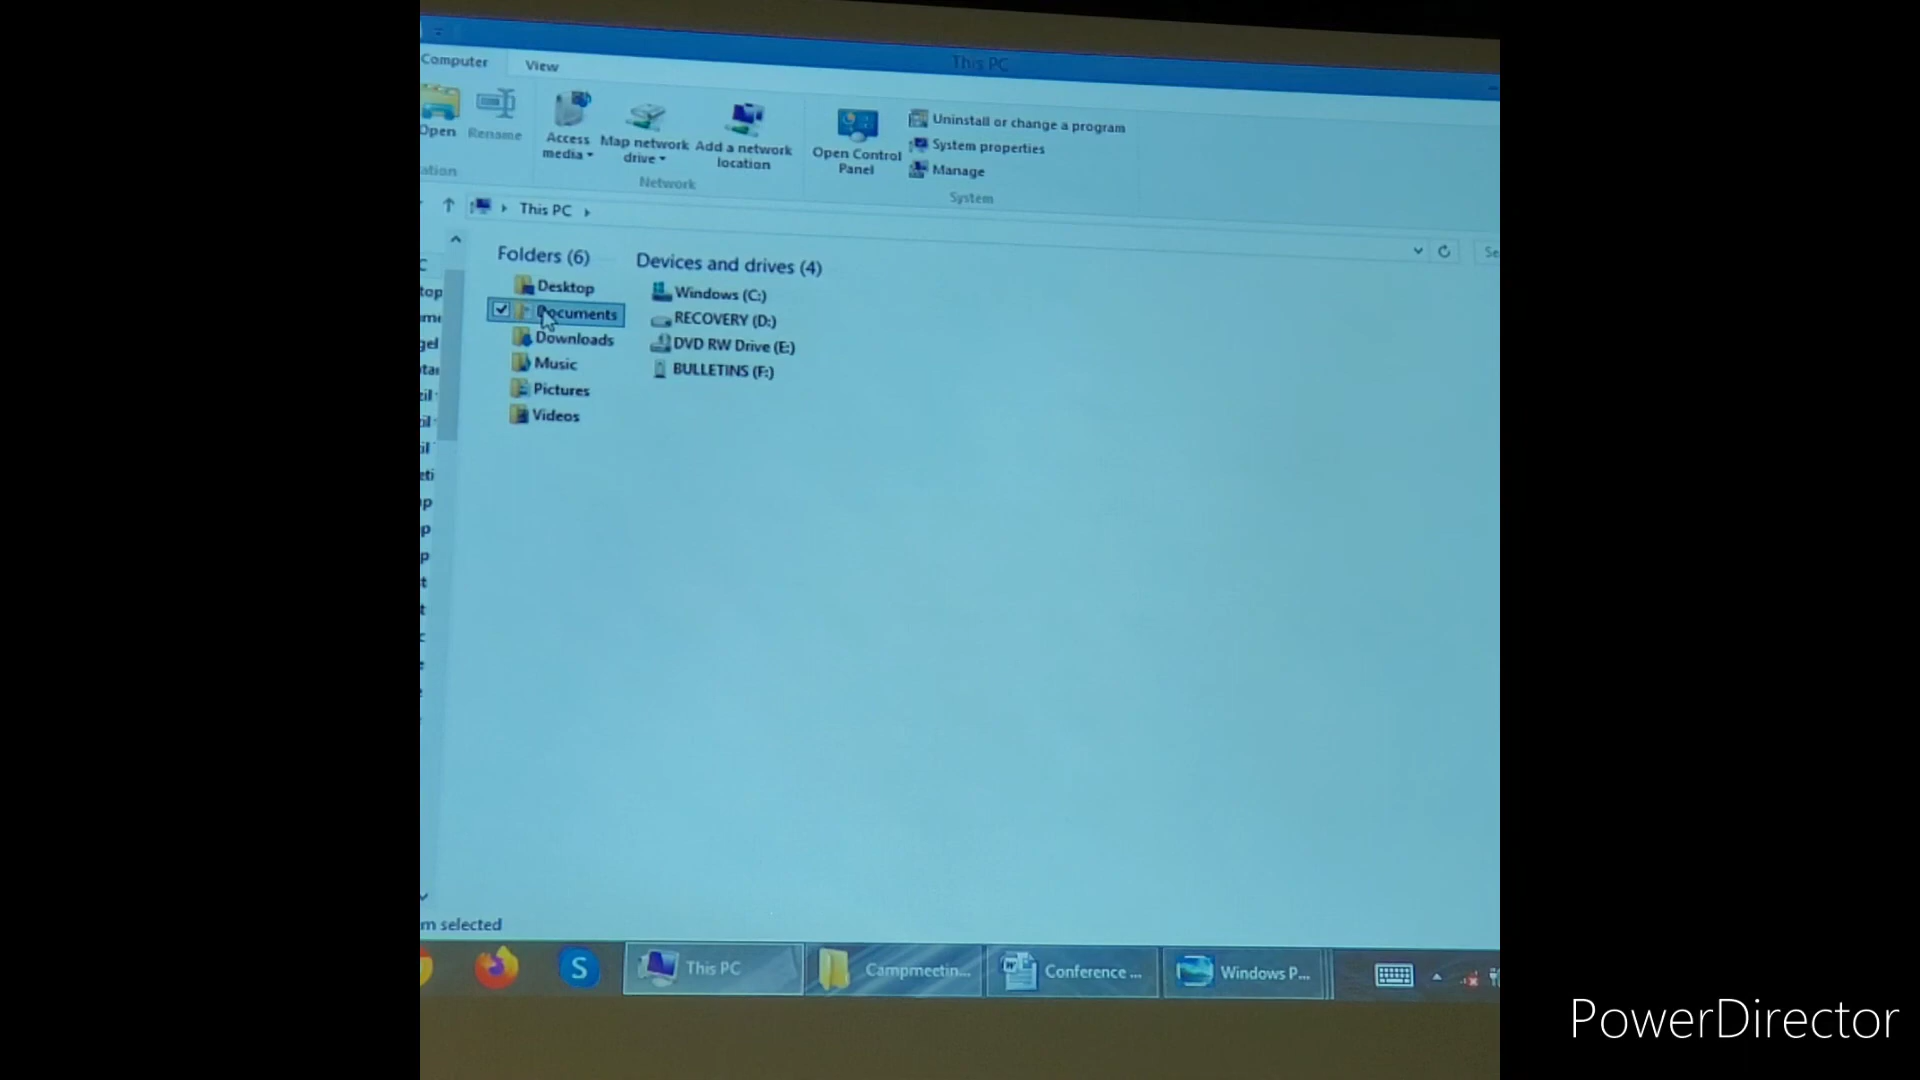 This PC
Computer
View
Open
Rename
Access media
Map network drive
Add a network location
Network
Open Control Panel
Uninstall or change a program
System properties
Manage
System
This PC
Folders (6)
Desktop
Documents
Downloads
Music
Pictures
Videos
Devices and drives (4)
Windows (C:)
RECOVERY (D:)
DVD RW Drive (E:)
BULLETINS (F:)
m selected
S
This PC
Campmeetin...
Conference ...
Windows P...
PowerDirector